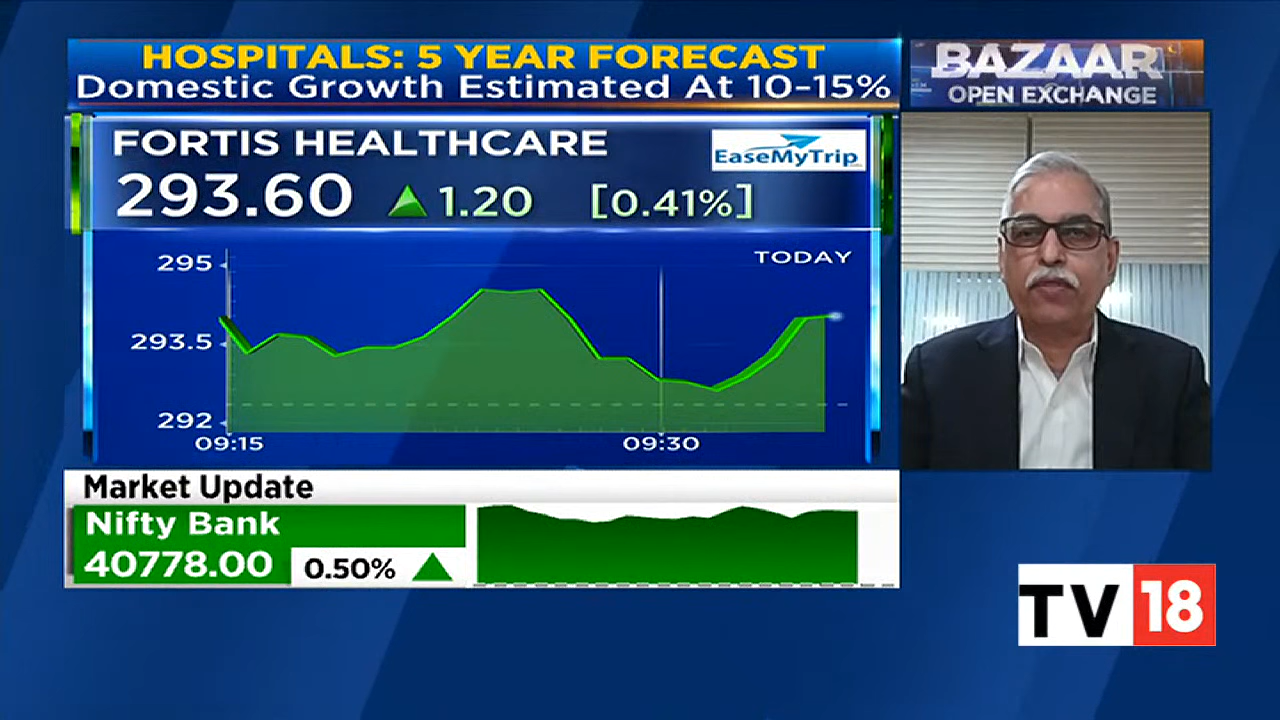 HOSPITALS: 5 YEAR FORECAST
Domestic Growth Estimated At 10-15%
BAZAAR
OPEN EXCHANGE
FORTIS HEALTHCARE
EaseMyTrip
293.60 ▲ 1.20 [0.41%]
TODAY
295
293.5
292
09:15 09:30
Market Update
Nifty Bank
40778.00 0.50% ▲
TV 18